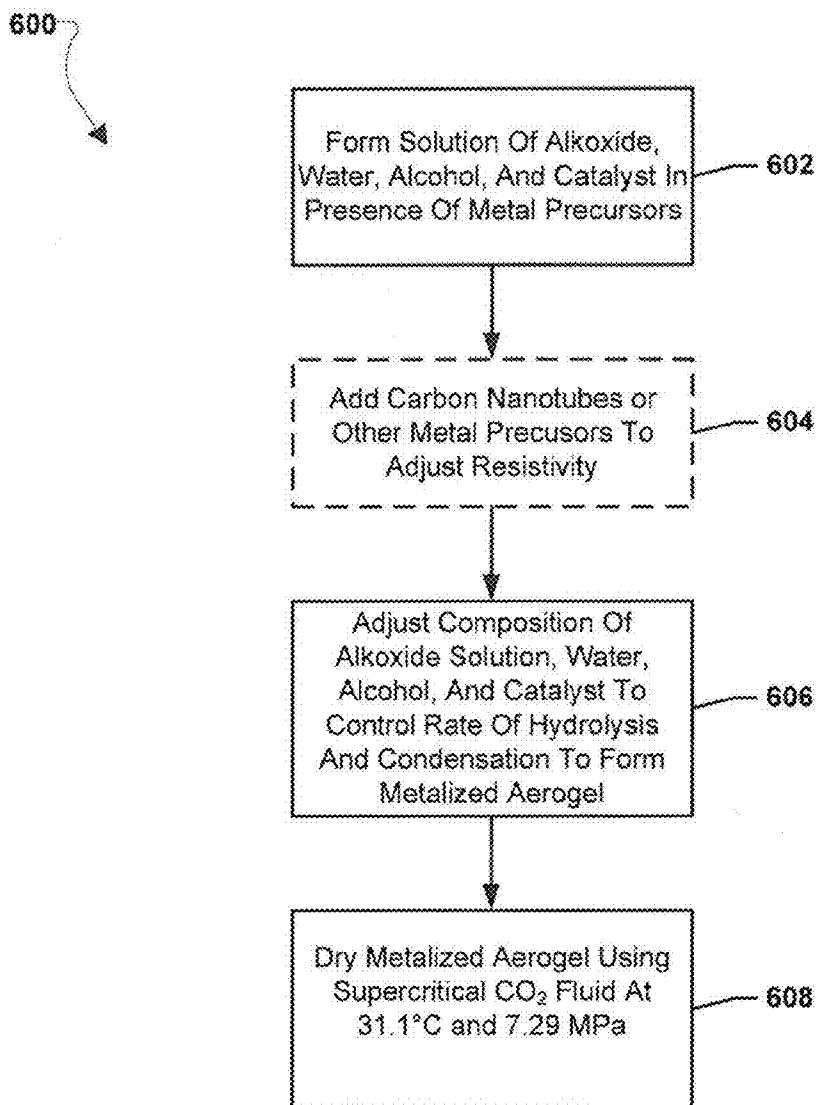 600
Form Solution Of Alkoxide,
Water, Alcohol, And Catalyst In
Presence Of Metal Precursors
602
Add Carbon Nanotubes or
Other Metal Precusors To
Adjust Resistivity
604
Adjust Composition Of
Alkoxide Solution, Water,
Alcohol, And Catalyst To
Control Rate Of Hydrolysis
And Condensation To Form
Metalized Aerogel
606
Dry Metalized Aerogel Using
Supercritical CO₂ Fluid At
31.1°C and 7.29 MPa
608